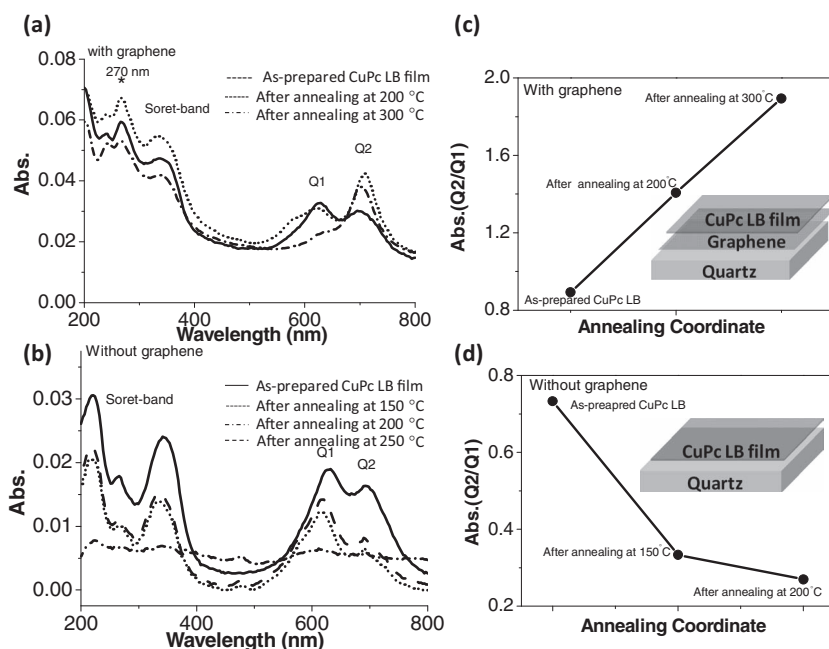 (a)
with graphene
270 nm
*
Soret-band
As-prepared CuPc LB film
After annealing at 200 °C
After annealing at 300 °C
Q1
Q2
Abs.
0.08
0.06
0.04
0.02
0.00
200
400
600
800
Wavelength (nm)
(c)
With graphene
After annealing at 300°C
After annealing at 200°C
As-prepared CuPc LB
Abs.(Q2/Q1)
2.0
1.6
1.2
0.8
CuPc LB film
Graphene
Quartz
Annealing Coordinate
(b)
Without graphene
Soret-band
As-prepared CuPc LB film
After annealing at 150 °C
After annealing at 200 °C
After annealing at 250 °C
Q1
Q2
Abs.
0.03
0.02
0.01
0.00
200
400
600
800
Wavelength (nm)
(d)
Without graphene
As-preapred CuPc LB
After annealing at 150°C
After annealing at 200°C
Abs.(Q2/Q1)
0.8
0.6
0.4
0.2
CuPc LB film
Quartz
Annealing Coordinate